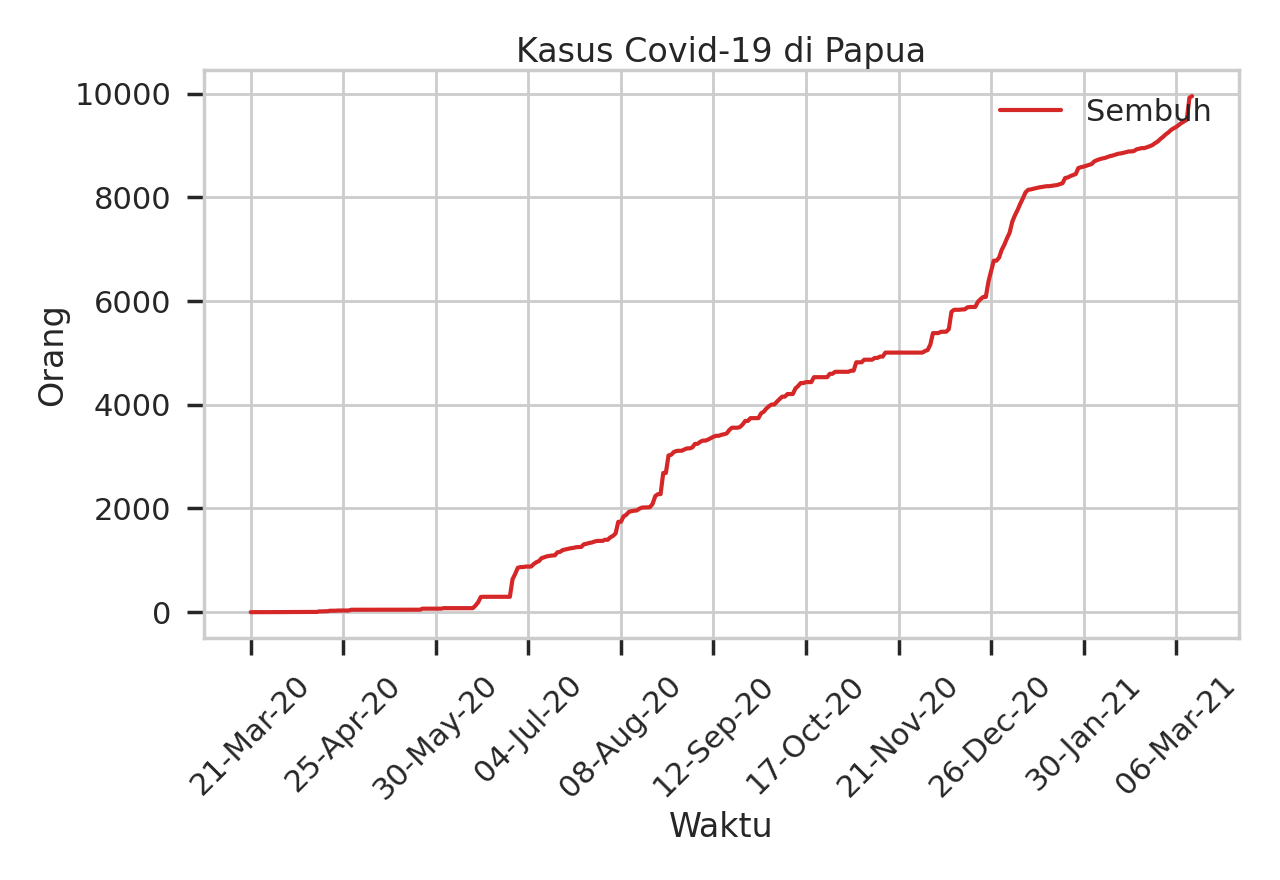 Kasus Covid-19 di Papua
Sembuh
10000
8000
6000
4000
2000
0
Orang
21-Mar-20
25-Apr-20
30-May-20
04-Jul-20
08-Aug-20
12-Sep-20
17-Oct-20
21-Nov-20
26-Dec-20
30-Jan-21
06-Mar-21
Waktu